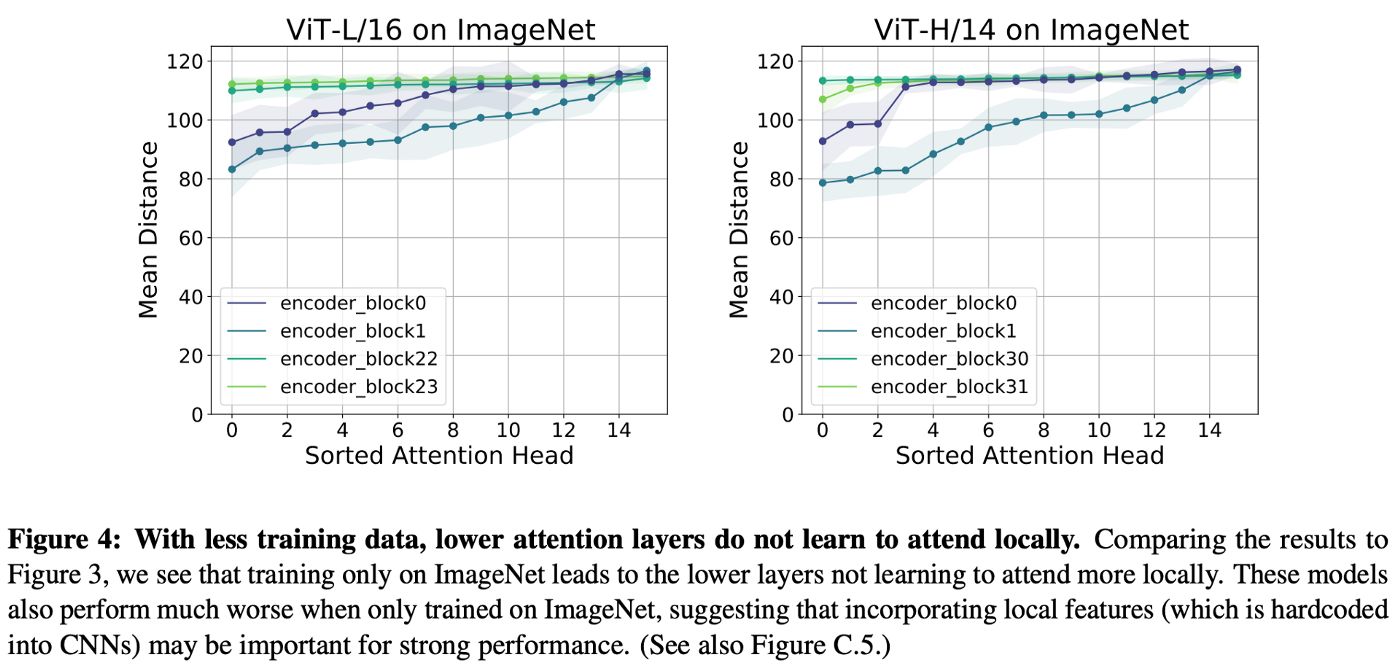 ViT-L/16 on ImageNet
120
100
80
60
40
20
0
Mean Distance
encoder_block0
encoder_block1
encoder_block22
encoder_block23
0 2 4 6 8 10 12 14
Sorted Attention Head
ViT-H/14 on ImageNet
120
100
80
60
40
20
0
Mean Distance
encoder_block0
encoder_block1
encoder_block30
encoder_block31
0 2 4 6 8 10 12 14
Sorted Attention Head
Figure 4: With less training data, lower attention layers do not learn to attend locally. Comparing the results to
Figure 3, we see that training only on ImageNet leads to the lower layers not learning to attend more locally. These models
also perform much worse when only trained on ImageNet, suggesting that incorporating local features (which is hardcoded
into CNNs) may be important for strong performance. (See also Figure C.5.)